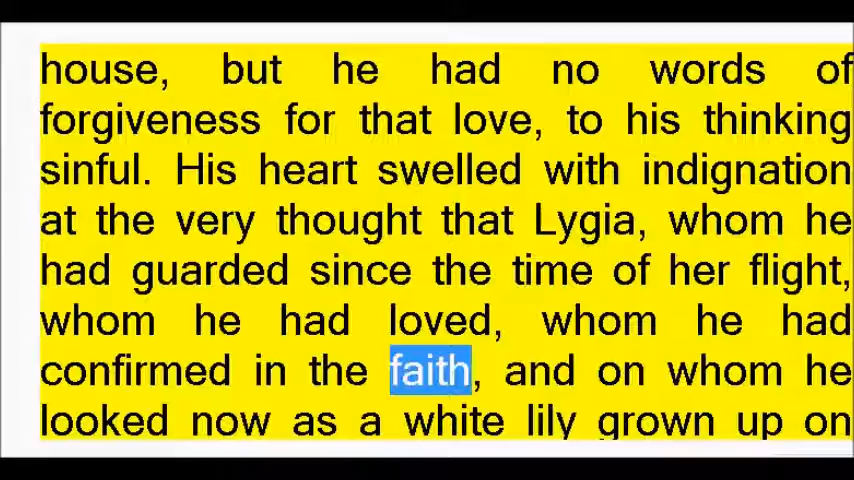 house, but he had no words of
forgiveness for that love, to his thinking
sinful. His heart swelled with indignation
at the very thought that Lygia, whom he
had guarded since the time of her flight,
whom he had loved, whom he had
confirmed in the faith, and on whom he
looked now as a white lily grown up on